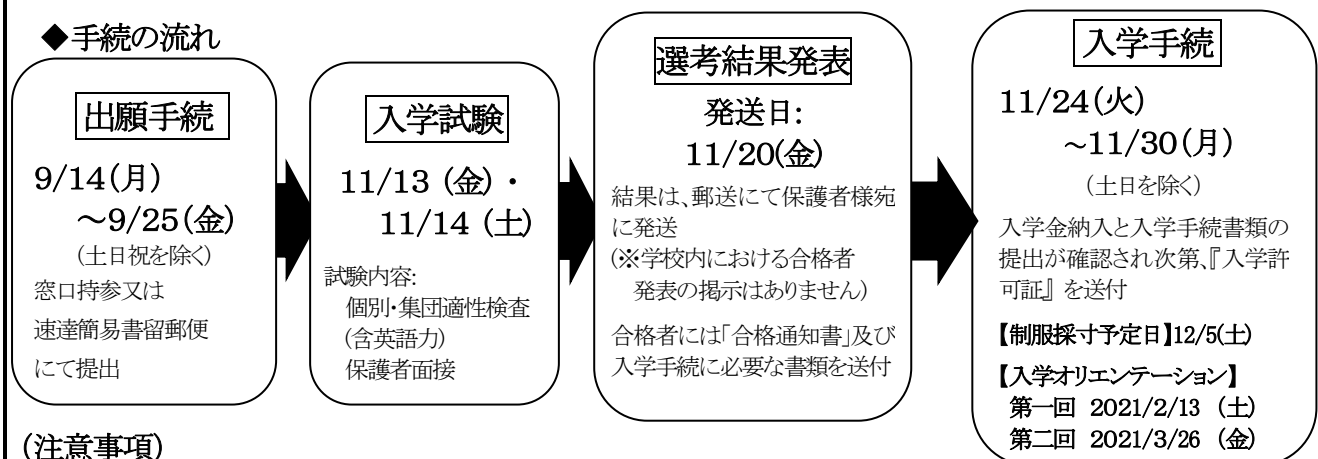 ◆手続の流れ
出願手続
9/14(月)
～9/25(金)
(土日祝を除く)
窓口持参又は
速達簡易書留郵便
にて提出
入学試験
11/13 (金)・
11/14 (土)
試験内容:
個別・集団適性検査
(含英語力)
保護者面接
選考結果発表
発送日:
11/20(金)
結果は、郵送にて保護者様宛
に発送
(※学校内における合格者
発表の掲示はありません)
合格者には「合格通知書」及び
入学手続に必要な書類を送付
入学手続
11/24(火)
～11/30(月)
(土日を除く)
入学金納入と入学手続書類の
提出が確認され次第、『入学許
可証』を送付
【制服採寸予定日】12/5(土)
【入学オリエンテーション】
第一回 2021/2/13 (土)
第二回 2021/3/26 (金)
(注意事項)